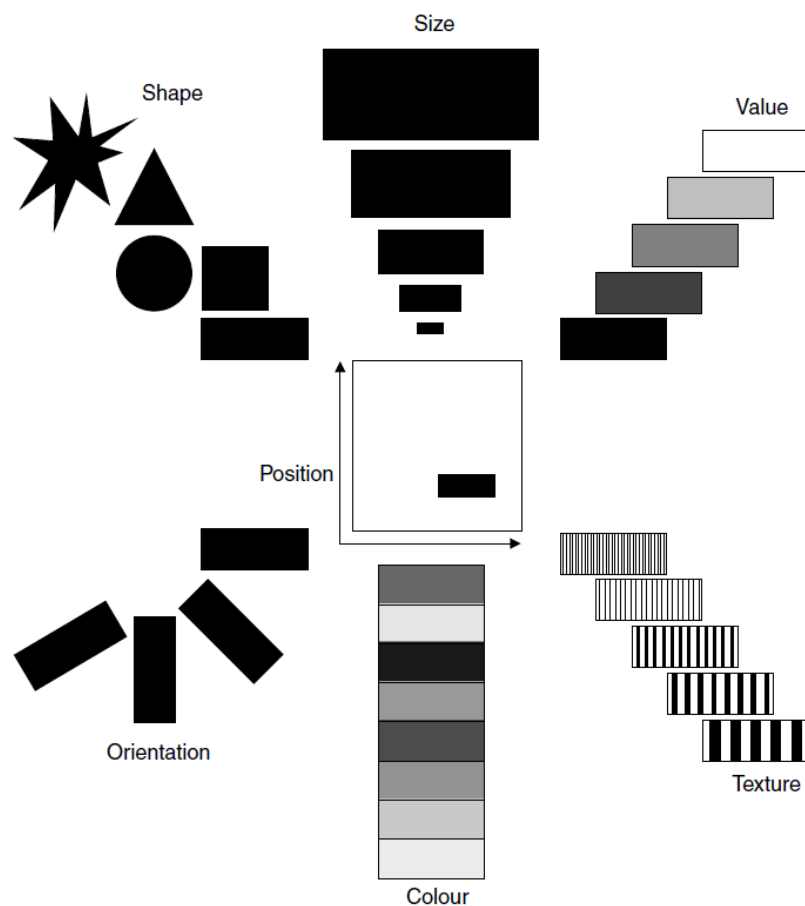 Size
Shape
Value
Position
Orientation
Texture
Colour